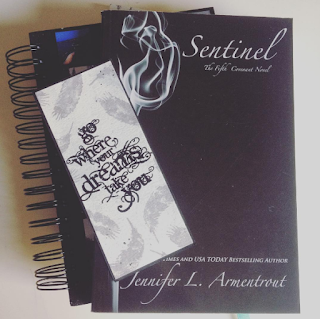 Sentinel
The Fifth Covenant Novel
go
where
your
dreams
take
you
TIMES and USA TODAY BESTSELLING AUTHOR
Jennifer L. Armentrout